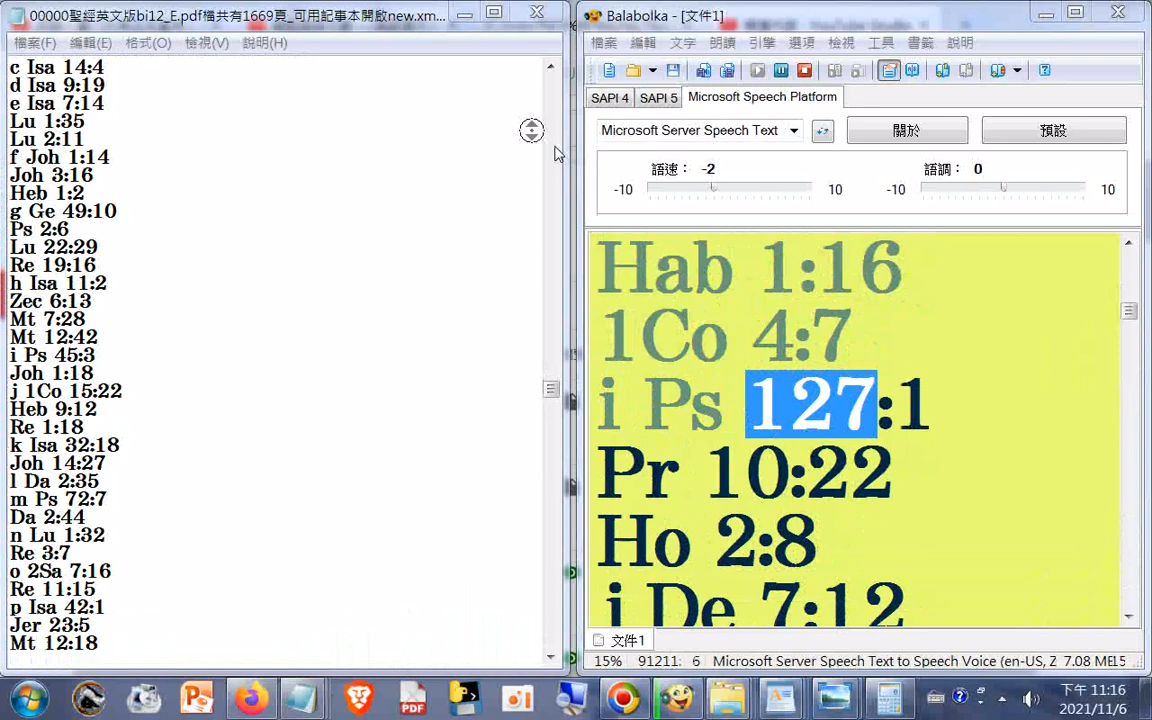 00000聖經英文版bi12_E.pdf檔共有1669頁_可用記事本開啟new.xm...
檔案(F) 編輯(E) 格式(O) 檢視(V) 說明(H)
c Isa 14:4
d Isa 9:19
e Isa 7:14
Lu 1:35
Lu 2:11
f Joh 1:14
Joh 3:16
Heb 1:2
g Ge 49:10
Ps 2:6
Lu 22:29
Re 19:16
h Isa 11:2
Zec 6:13
Mt 7:28
Mt 12:42
i Ps 45:3
Joh 1:18
j 1Co 15:22
Heb 9:12
Re 1:18
k Isa 32:18
Joh 14:27
l Da 2:35
m Ps 72:7
Da 2:44
n Lu 1:32
Re 3:7
o 2Sa 7:16
Re 11:15
p Isa 42:1
Jer 23:5
Mt 12:18
Balabolka - [文件1]
檔案 編輯 文字 朗讀 引擎 選項 檢視 工具 書籤 說明
SAPI 4 SAPI 5 Microsoft Speech Platform
Microsoft Server Speech Text 關於 預設
語速： -2 語調： 0
-10 10 -10 10
Hab 1:16
1Co 4:7
i Ps 127:1
Pr 10:22
Ho 2:8
j De 7:12
文件1
15% 91211: 6 Microsoft Server Speech Text to Speech Voice (en-US, Z 7.08 ME
PDF
下午 11:16
2021/11/6